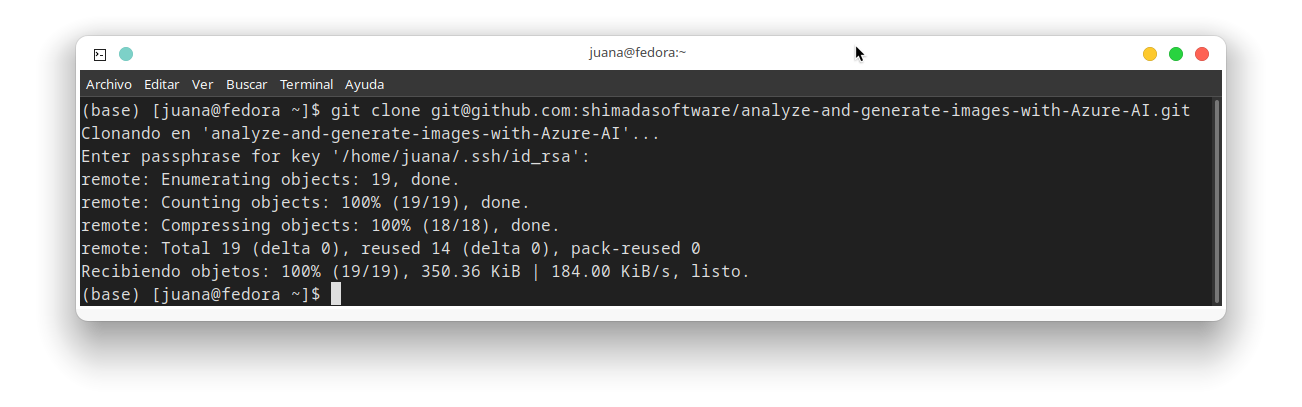 juana@fedora:~
Archivo Editar Ver Buscar Terminal Ayuda
(base) [juana@fedora ~]$ git clone git@github.com:shimadasoftware/analyze-and-generate-images-with-Azure-AI.git
Clonando en 'analyze-and-generate-images-with-Azure-AI'...
Enter passphrase for key '/home/juana/.ssh/id_rsa':
remote: Enumerating objects: 19, done.
remote: Counting objects: 100% (19/19), done.
remote: Compressing objects: 100% (18/18), done.
remote: Total 19 (delta 0), reused 14 (delta 0), pack-reused 0
Recibiendo objetos: 100% (19/19), 350.36 KiB | 184.00 KiB/s, listo.
(base) [juana@fedora ~]$